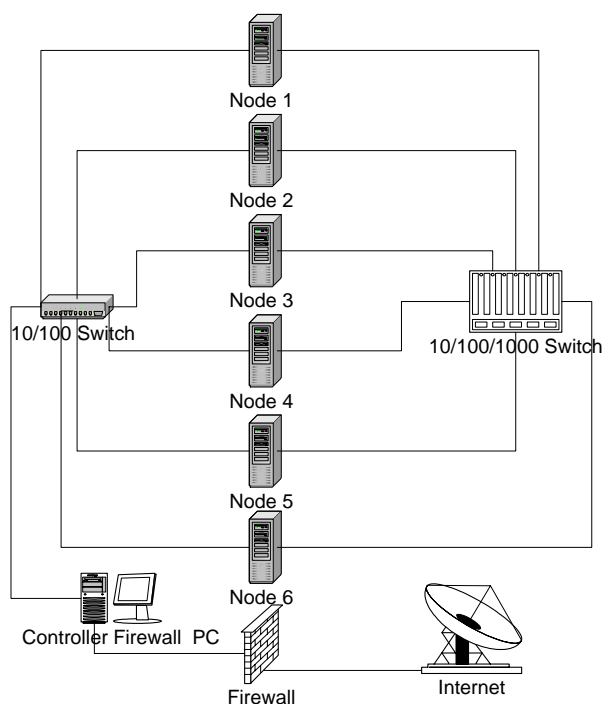 Node 1
Node 2
Node 3
10/100 Switch
10/100/1000 Switch
Node 4
Node 5
Node 6
Controller Firewall PC
Firewall
Internet